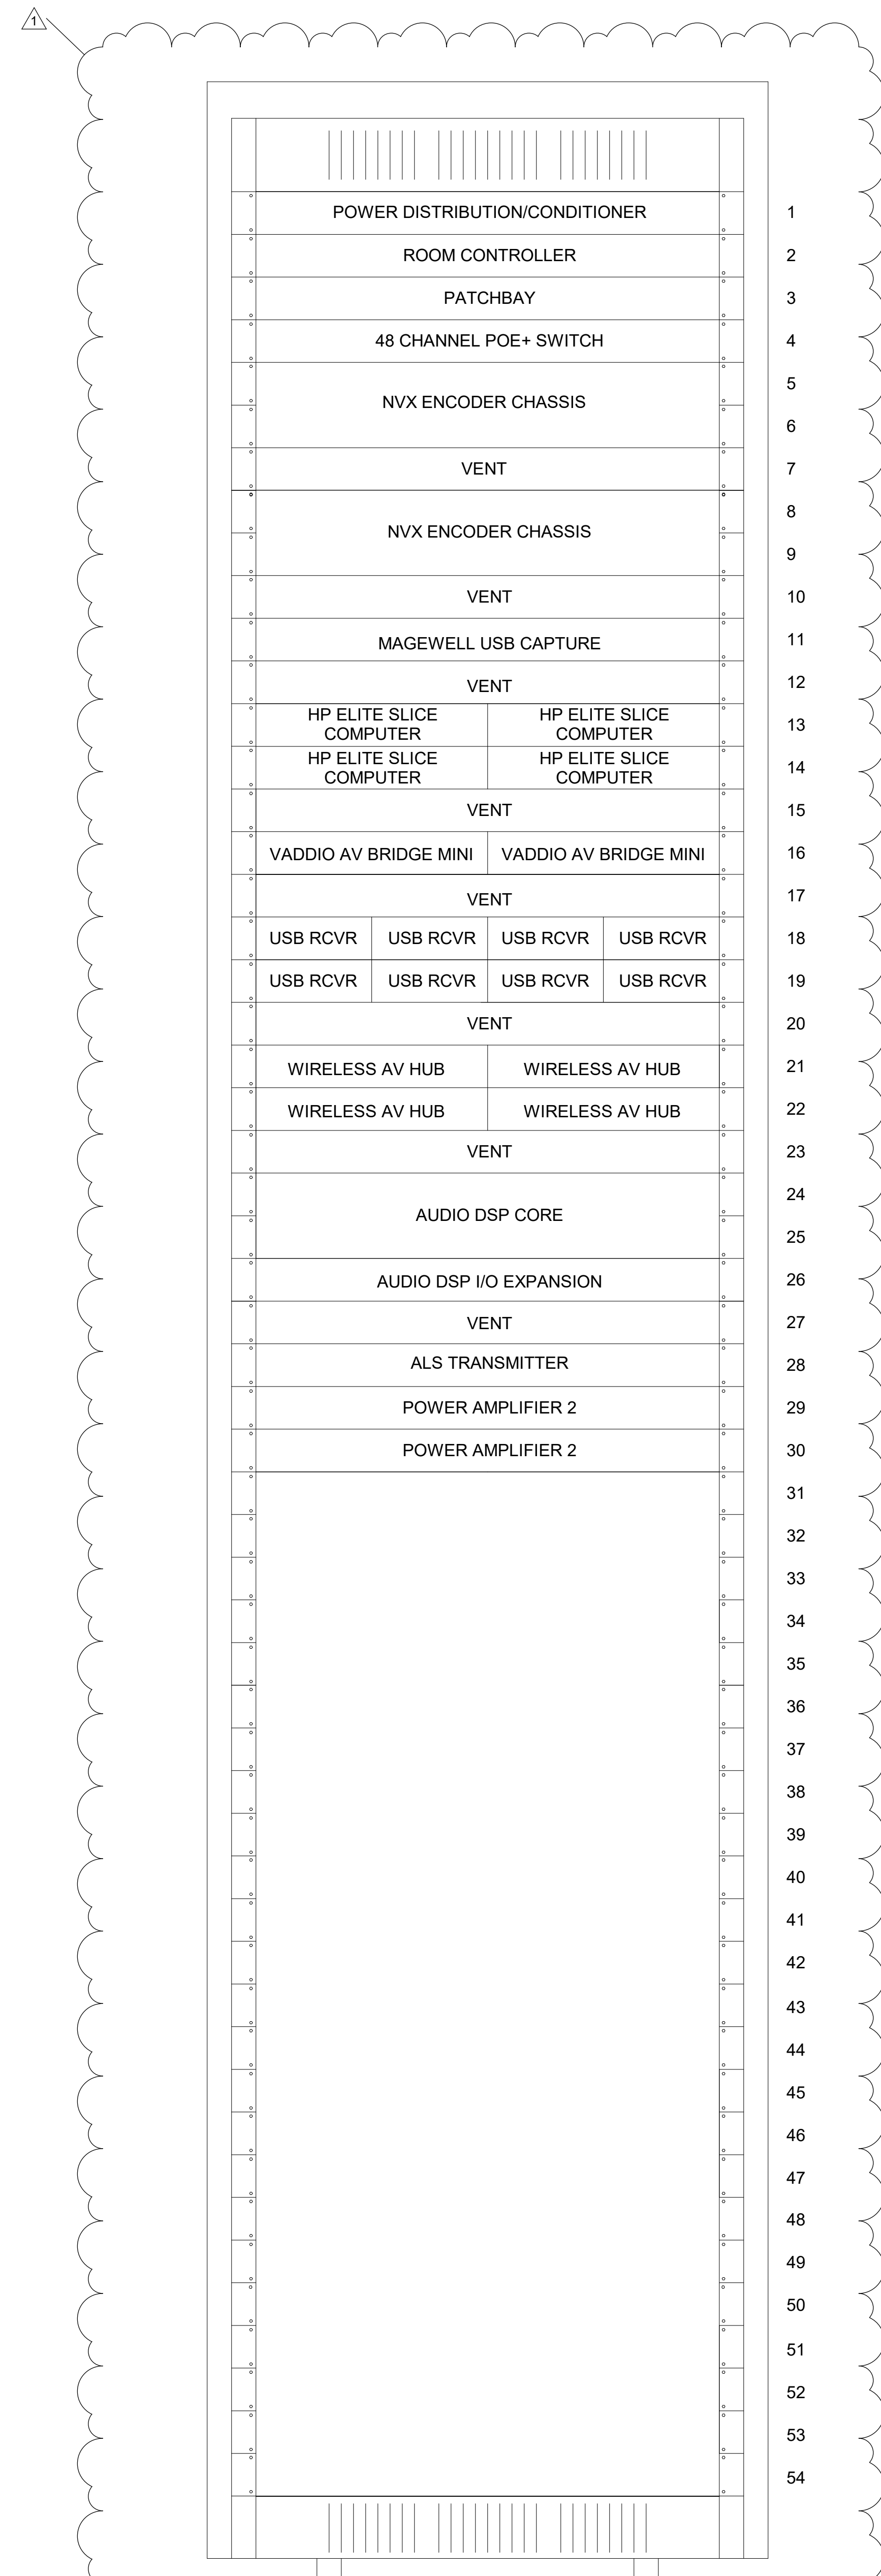 1
POWER DISTRIBUTION/CONDITIONER 1
ROOM CONTROLLER 2
PATCHBAY 3
48 CHANNEL POE+ SWITCH 4
5
NVX ENCODER CHASSIS
6
VENT 7
8
NVX ENCODER CHASSIS
9
VENT 10
MAGEWELL USB CAPTURE 11
VENT 12
HP ELITE SLICE HP ELITE SLICE
COMPUTER COMPUTER 13
HP ELITE SLICE HP ELITE SLICE
COMPUTER COMPUTER 14
VENT 15
VADDIO AV BRIDGE MINI VADDIO AV BRIDGE MINI 16
VENT 17
USB RCVR USB RCVR USB RCVR USB RCVR 18
USB RCVR USB RCVR USB RCVR USB RCVR 19
VENT 20
WIRELESS AV HUB WIRELESS AV HUB 21
WIRELESS AV HUB WIRELESS AV HUB 22
VENT 23
24
AUDIO DSP CORE
25
AUDIO DSP I/O EXPANSION 26
VENT 27
ALS TRANSMITTER 28
POWER AMPLIFIER 2 29
POWER AMPLIFIER 2 30
31
32
33
34
35
36
37
38
39
40
41
42
43
44
45
46
47
48
49
50
51
52
53
54